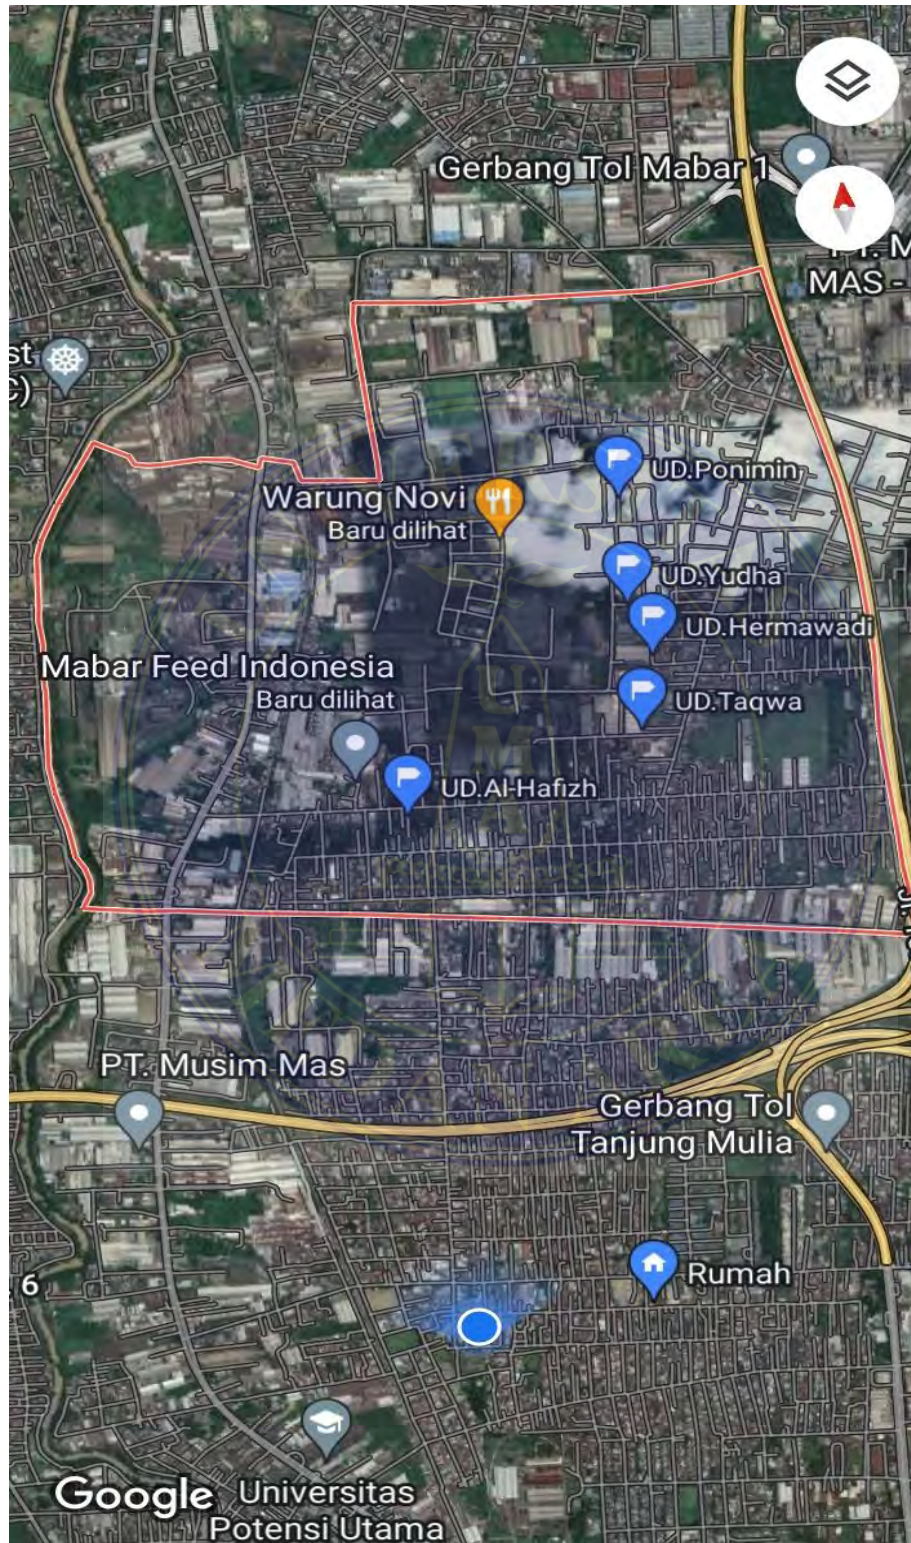 Gerbang Tol Mabar 1
MAS -
st
UD.Ponimin
Warung Novi
Baru dilihat
UD.Yudha
UD.Hermawadi
Mabar Feed Indonesia
Baru dilihat
UD.Taqwa
UD.Al-Hafizh
PT. Musim Mas
Gerbang Tol
Tanjung Mulia
6
Rumah
Google
Universitas
Potensi Utama